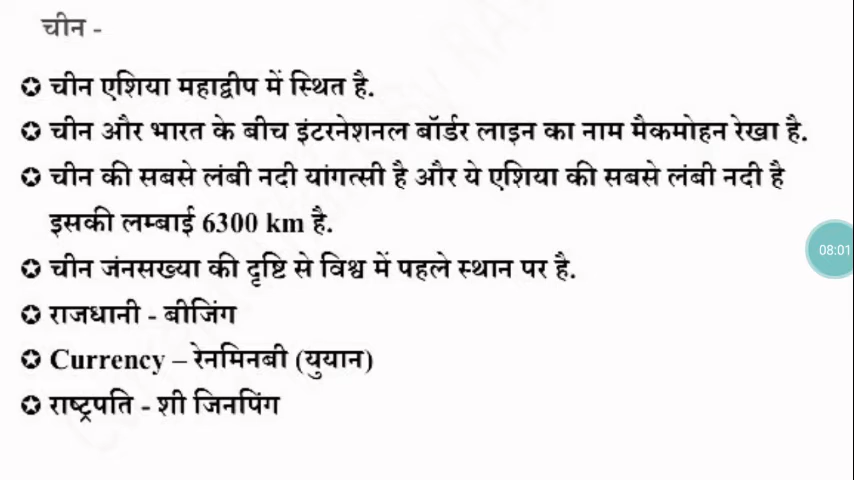 चीन -
✪ चीन एशिया महाद्वीप में स्थित है.
✪ चीन और भारत के बीच इंटरनेशनल बॉर्डर लाइन का नाम मैकमोहन रेखा है.
✪ चीन की सबसे लंबी नदी यांगत्सी है और ये एशिया की सबसे लंबी नदी है
इसकी लम्बाई 6300 km है.
08:01
✪ चीन जंनसख्या की दृष्टि से विश्व में पहले स्थान पर है.
✪ राजधानी - बीजिंग
✪ Currency – रेनमिनबी (युयान)
✪ राष्ट्रपति - शी जिनपिंग